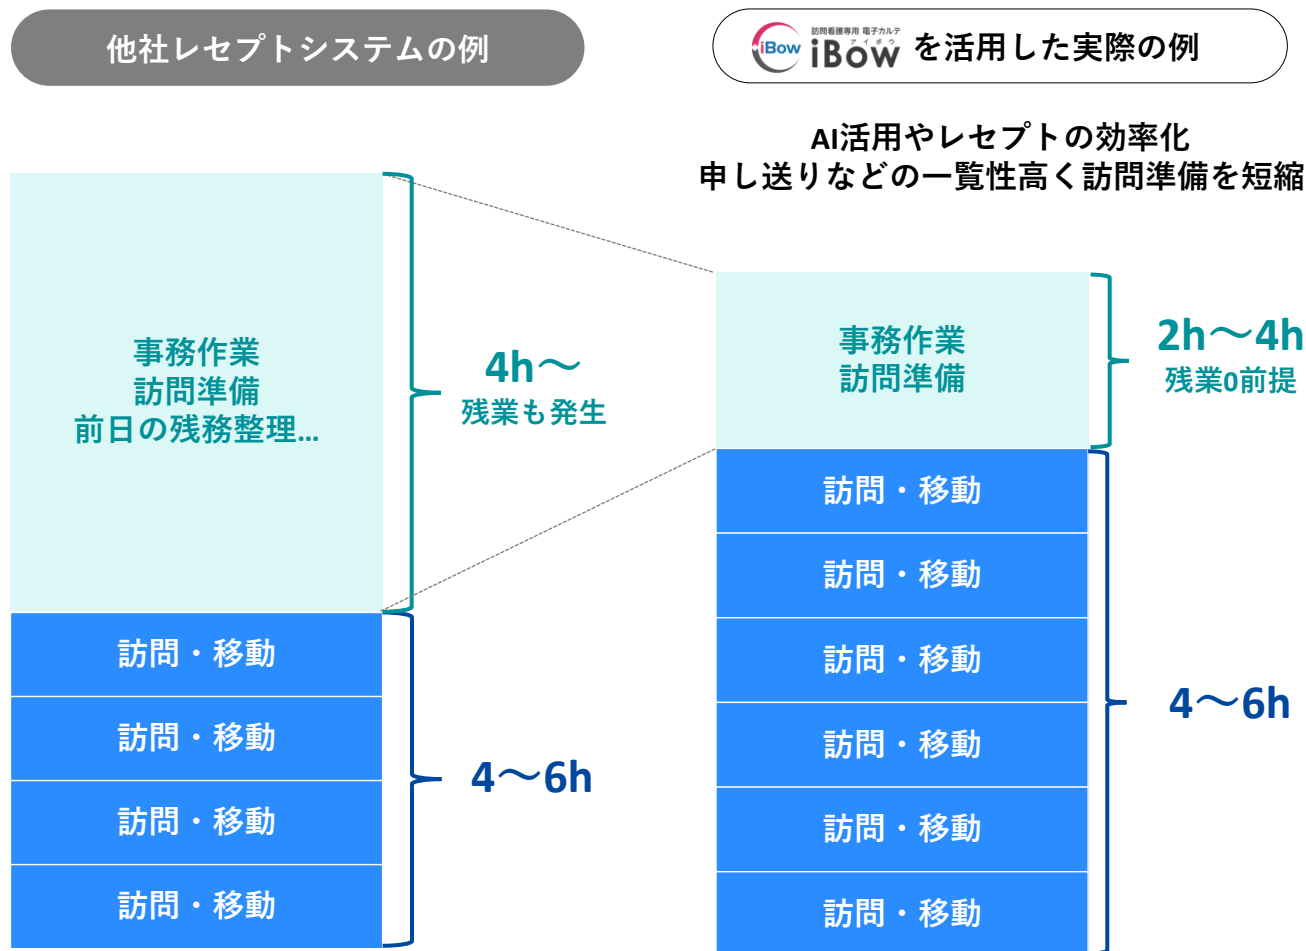 他社レセプトシステムの例
iBow 訪問看護専用 電子カルテ アイボウ iBow を活用した実際の例
AI活用やレセプトの効率化
申し送りなどの一覧性高く訪問準備を短縮
事務作業
訪問準備
前日の残務整理...
4h～
残業も発生
訪問・移動
訪問・移動
訪問・移動
訪問・移動
4～6h
事務作業
訪問準備
2h～4h
残業0前提
訪問・移動
訪問・移動
訪問・移動
訪問・移動
訪問・移動
訪問・移動
4～6h